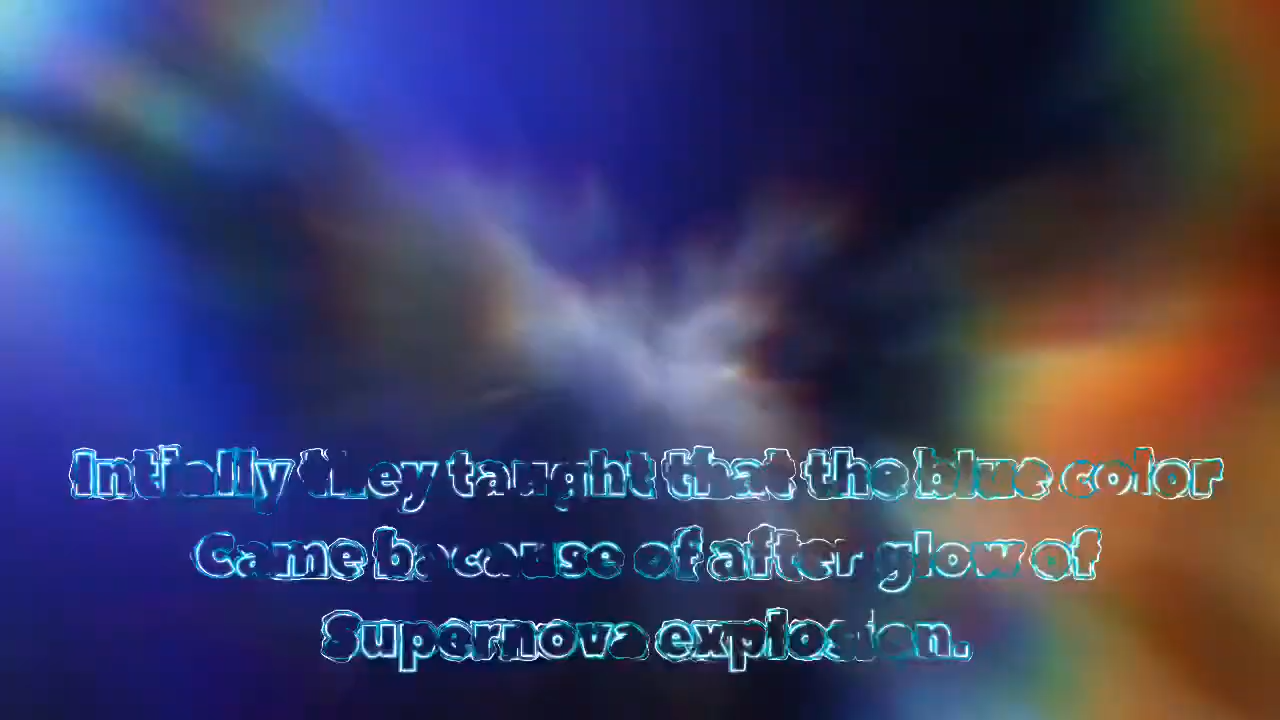 Intially they taught that the blue color
Came because of after glow of
Supernova explosion.